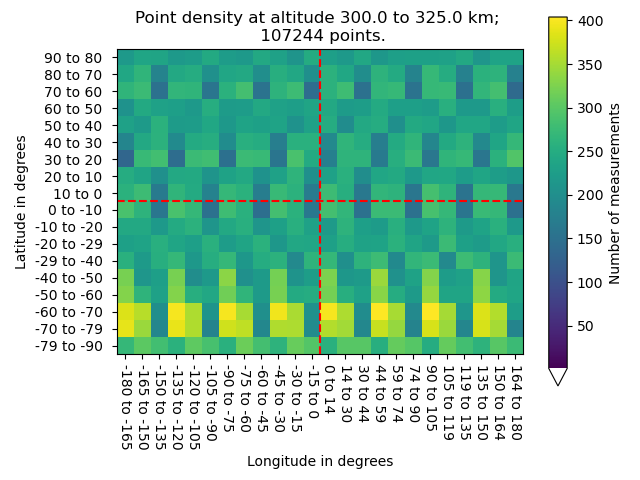 Point density at altitude 300.0 to 325.0 km;
107244 points.
90 to 80
80 to 70
70 to 60
60 to 50
50 to 40
40 to 30
30 to 20
20 to 10
10 to 0
0 to -10
-10 to -20
-20 to -29
-29 to -40
-40 to -50
-50 to -60
-60 to -70
-70 to -79
-79 to -90
Latitude in degrees
-180 to -165
-165 to -150
-150 to -135
-135 to -120
-120 to -105
-105 to -90
-90 to -75
-75 to -60
-60 to -45
-45 to -30
-30 to -15
-15 to 0
0 to 14
14 to 30
30 to 44
44 to 59
59 to 74
74 to 90
90 to 105
105 to 119
119 to 135
135 to 150
150 to 164
164 to 180
Longitude in degrees
400
350
300
250
200
150
100
50
Number of measurements